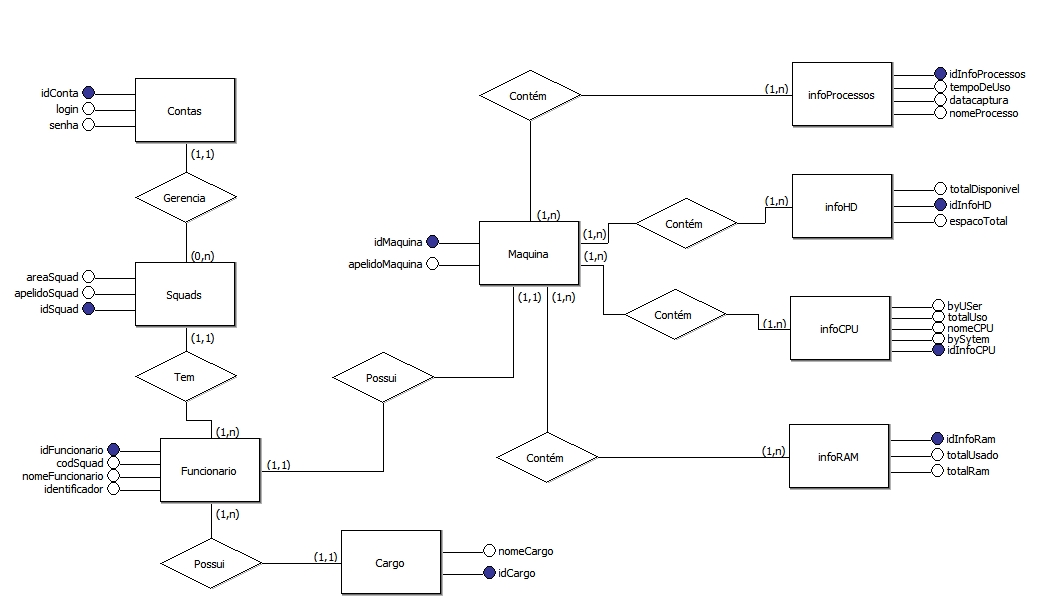 idConta
login
senha
Contas
(1,1)
Gerencia
(0,n)
areaSquad
apelidoSquad
idSquad
Squads
(1,1)
Tem
(1,n)
idFuncionario
codSquad
nomeFuncionario
identificador
Funcionario
(1,1)
(1,n)
Possui
(1,1)
Cargo
nomeCargo
idCargo
Possui
Contém
(1,n)
infoProcessos
idInfoProcessos
tempoDeUso
datacaptura
nomeProcesso
(1,n)
idMaquina
apelidoMaquina
Maquina
(1,n)
(1,n)
(1,1)
(1,n)
Contém
(1,n)
infoHD
totalDisponivel
idInfoHD
espacoTotal
Contém
(1,n)
infoCPU
byUSer
totalUso
nomeCPU
bySytem
idInfoCPU
Contém
(1,n)
infoRAM
idInfoRam
totalUsado
totalRam